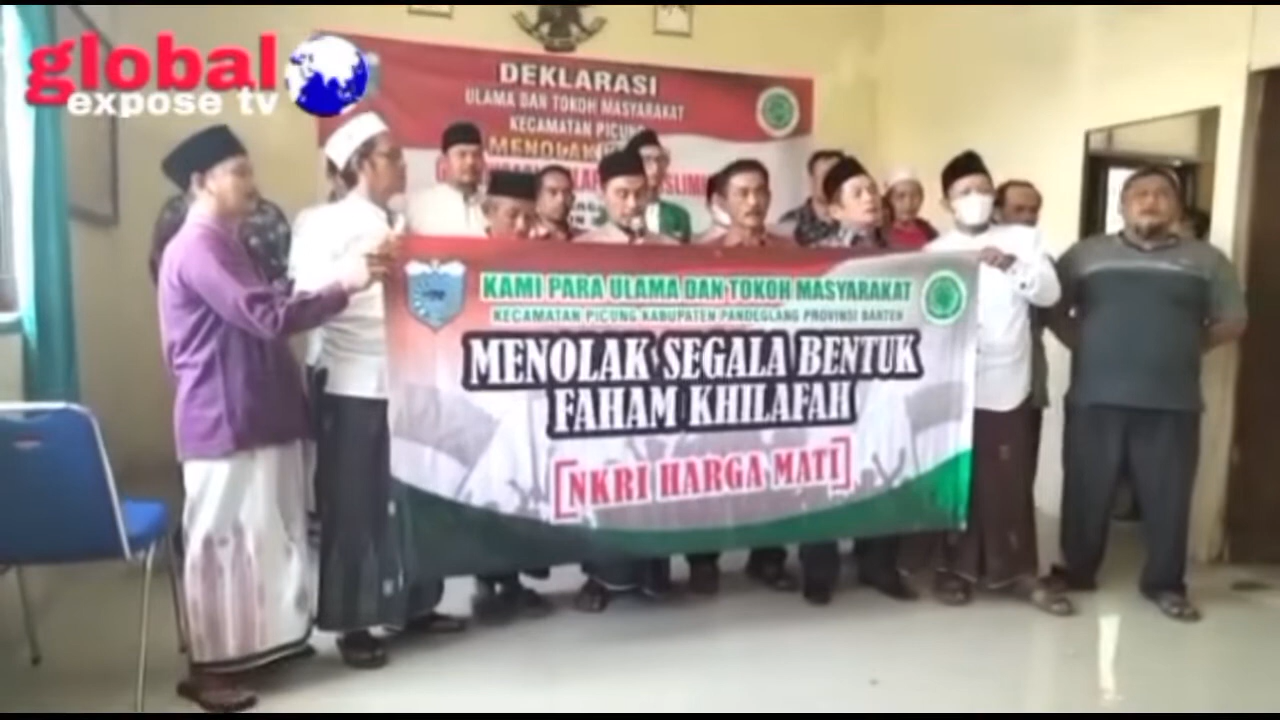 global
expose tv
DEKLARASI
ULAMA DAN TOKOH MASYARAKAT
KECAMATAN PICUNG
MENOLAK
KAMI PARA ULAMA DAN TOKOH MASYARAKAT
KECAMATAN PICUNG KABUPATEN PANDEGLANG PROVINSI BANTEN
MENOLAK SEGALA BENTUK
FAHAM KHILAFAH
[NKRI HARGA MATI]